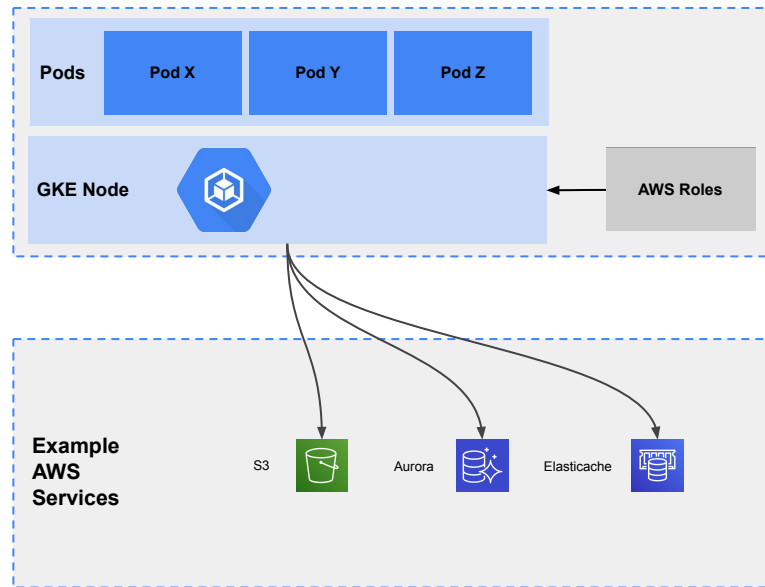 Pods
Pod X
Pod Y
Pod Z
GKE Node
AWS Roles
Example
AWS
Services
S3
Aurora
Elasticache